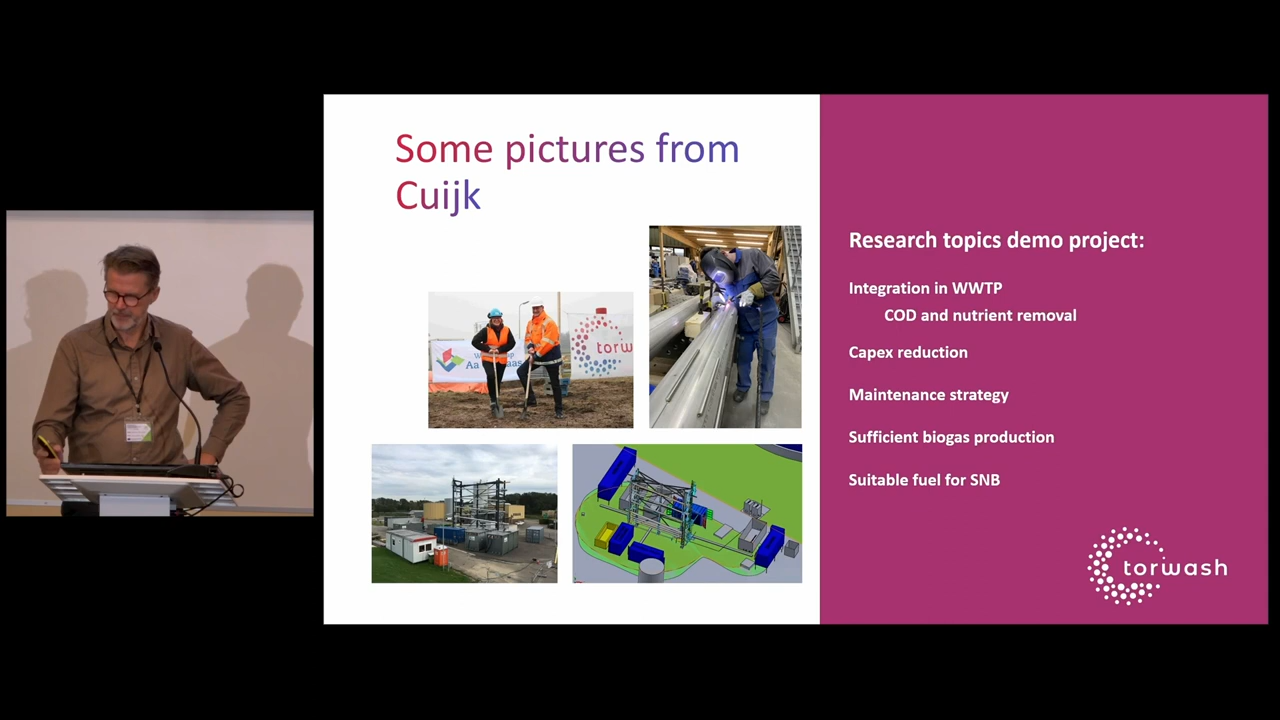 Some pictures from
Cuijk
torw
Research topics demo project:
Integration in WWTP
COD and nutrient removal
Capex reduction
Maintenance strategy
Sufficient biogas production
Suitable fuel for SNB
torwash